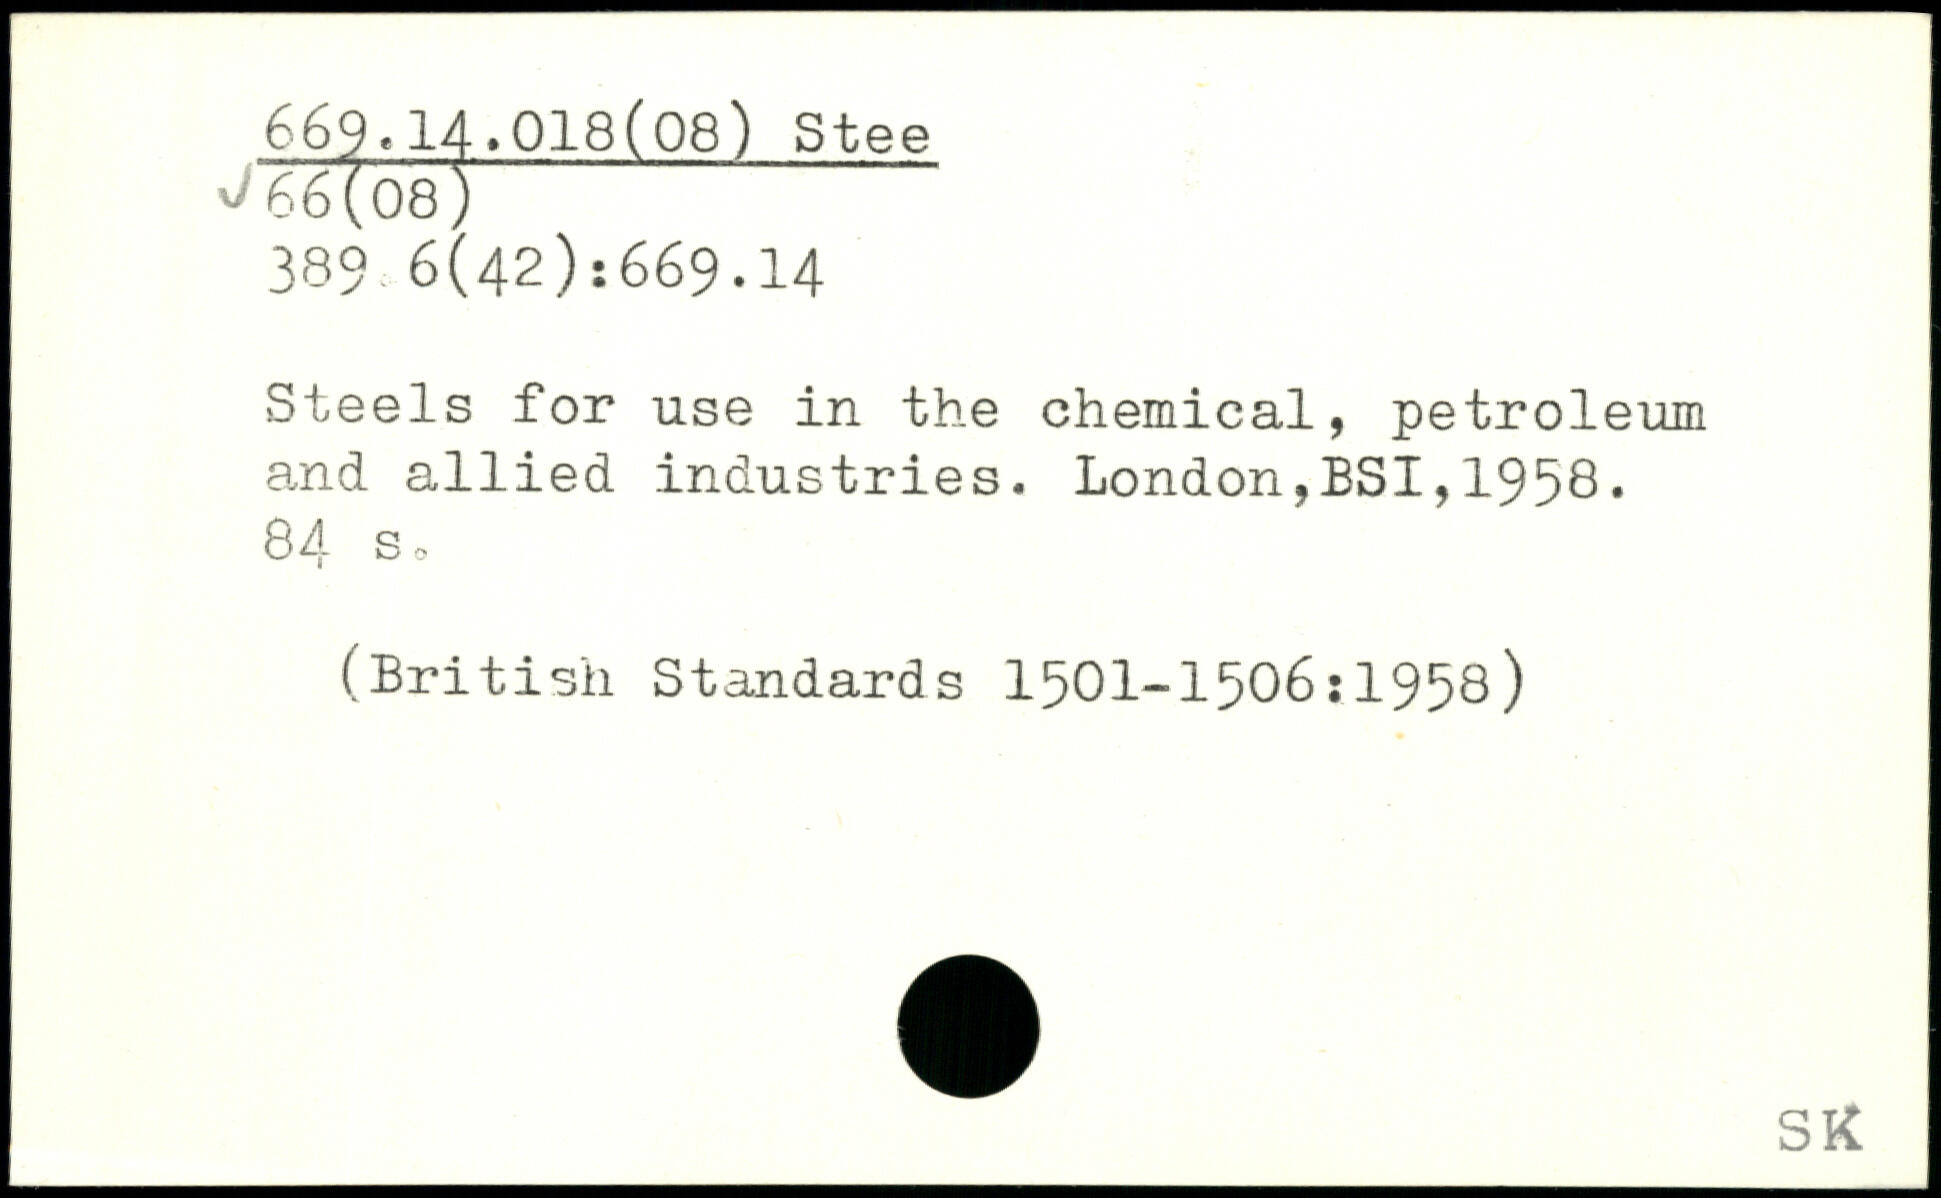 669.14.018(08) Stee
66(08)
389.6(42):669.14
Steels for use in the chemical, petroleum
and allied industries. London,BSI,1958.
84 s.
(British Standards 1501-1506:1958)
SK